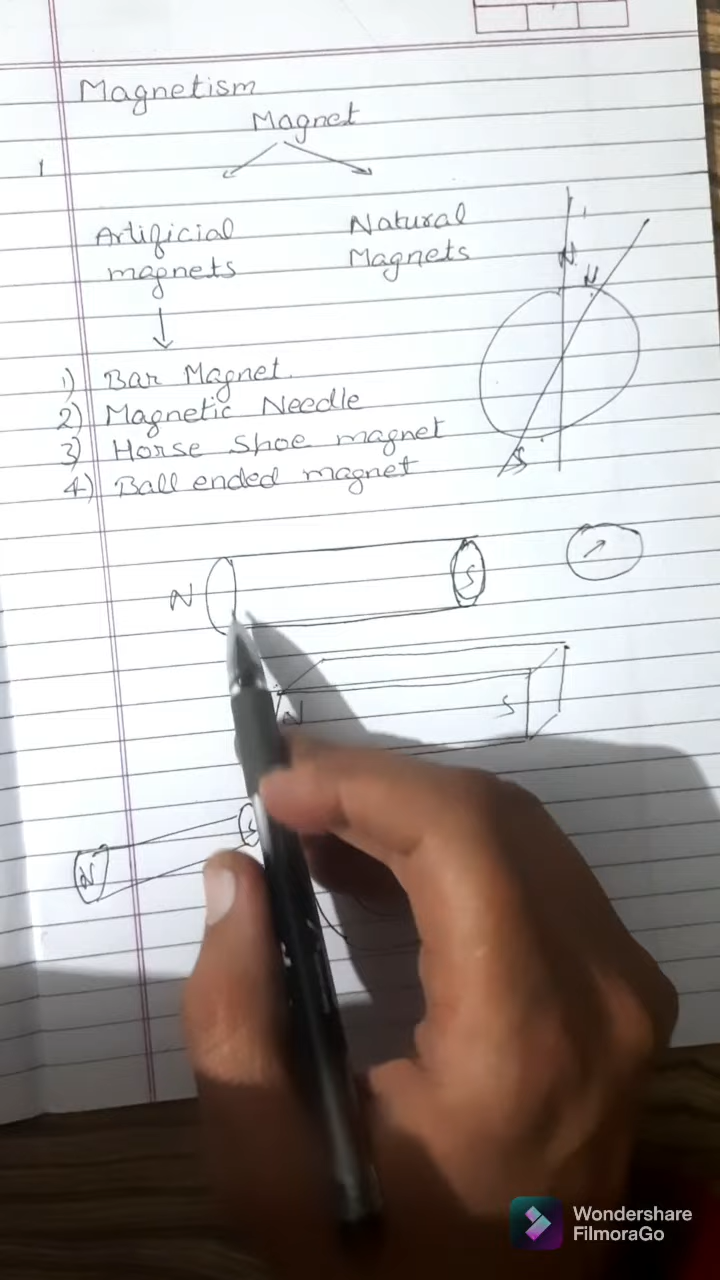 Magnetism
Magnet
1
Artificial magnets
Natural Magnets
1) Bar Magnet.
2) Magnetic Needle
3) Horse Shoe magnet
4) Ball ended magnet
N
N
S
N
S
N
S
N
Wondershare
FilmoraGo